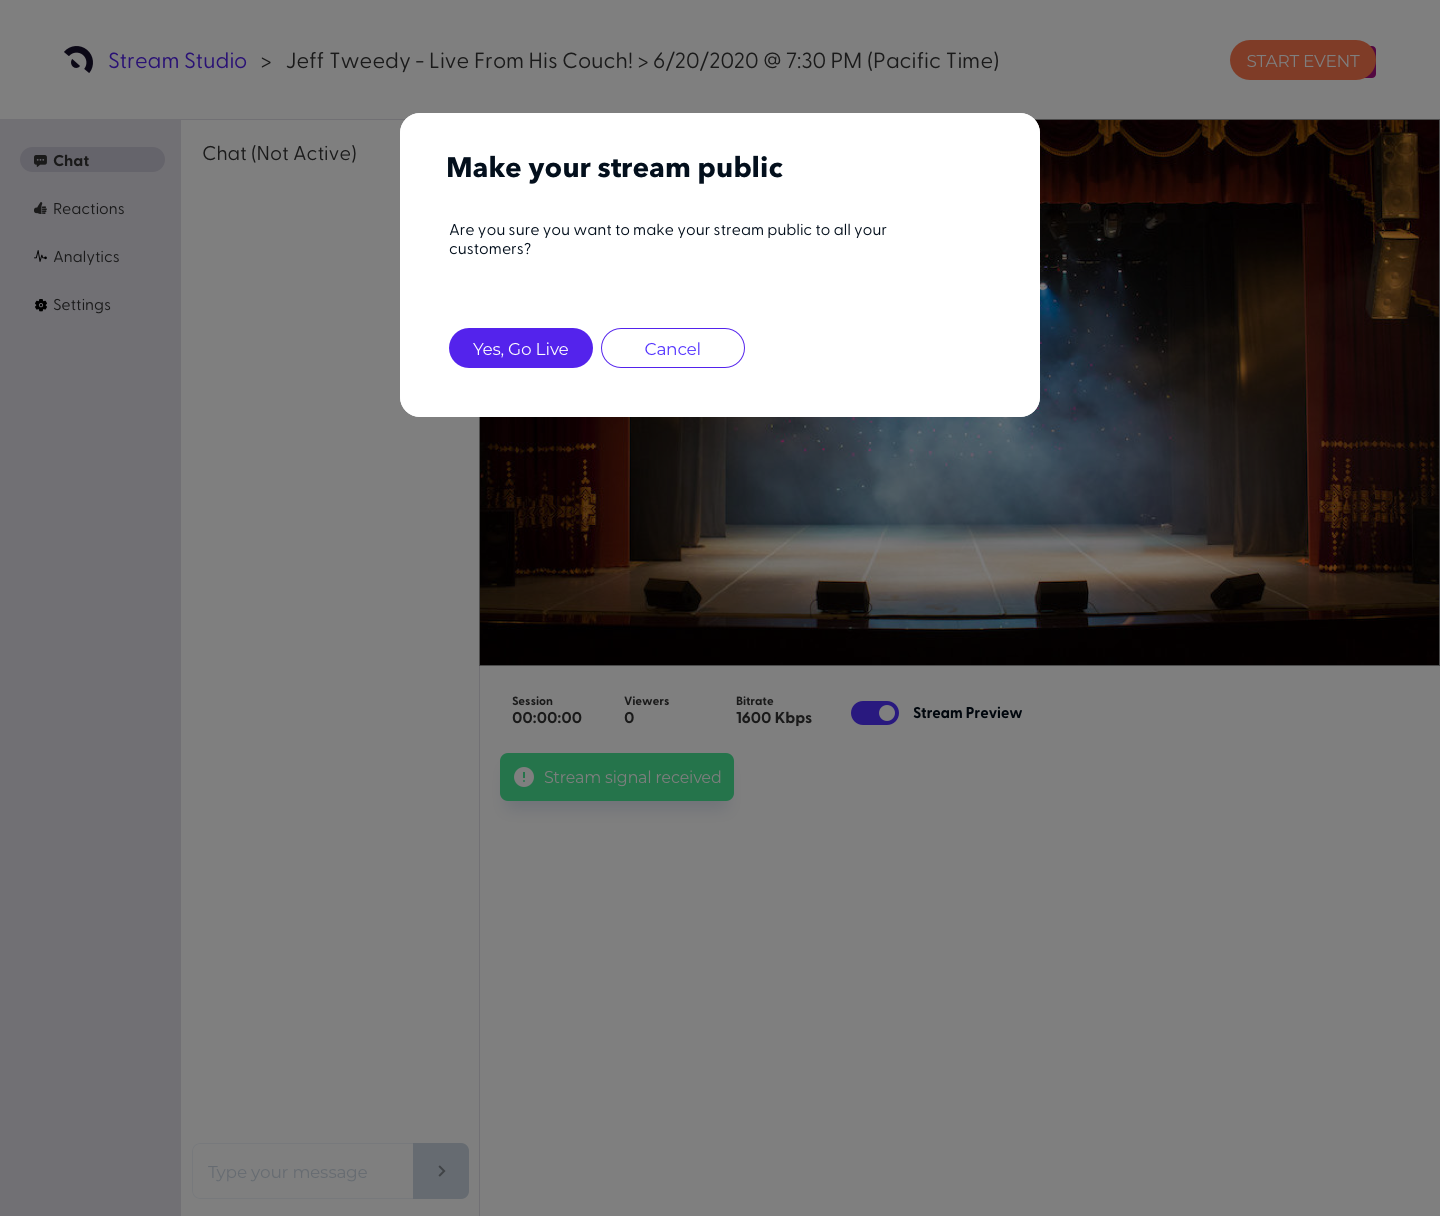 Stream Studio > Jeff Tweedy - Live From His Couch! > 6/20/2020 @ 7:30 PM (Pacific Time)
START EVENT
Chat
Reactions
Analytics
Settings
Chat (Not Active)
Make your stream public
Are you sure you want to make your stream public to all your
customers?
Yes, Go Live
Cancel
Session
00:00:00
Viewers
0
Bitrate
1600 Kbps
Stream Preview
Stream signal received
Type your message